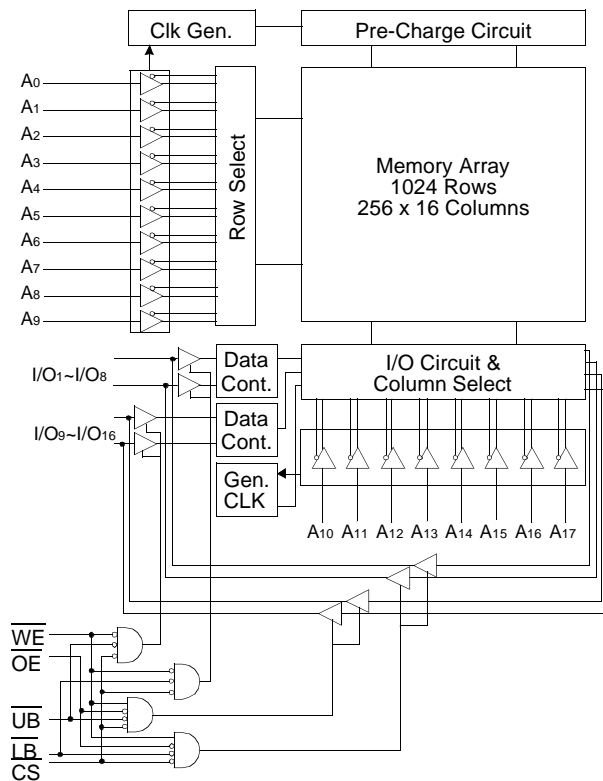 Clk Gen.
Pre-Charge Circuit
A0
A1
A2
A3
A4
A5
A6
A7
A8
A9
Row Select
Memory Array
1024 Rows
256 x 16 Columns
I/O1~I/O8
Data
Cont.
I/O Circuit &
Column Select
I/O9~I/O16
Data
Cont.
Gen.
CLK
A10 A11 A12 A13 A14 A15 A16 A17
WE
OE
UB
LB
CS